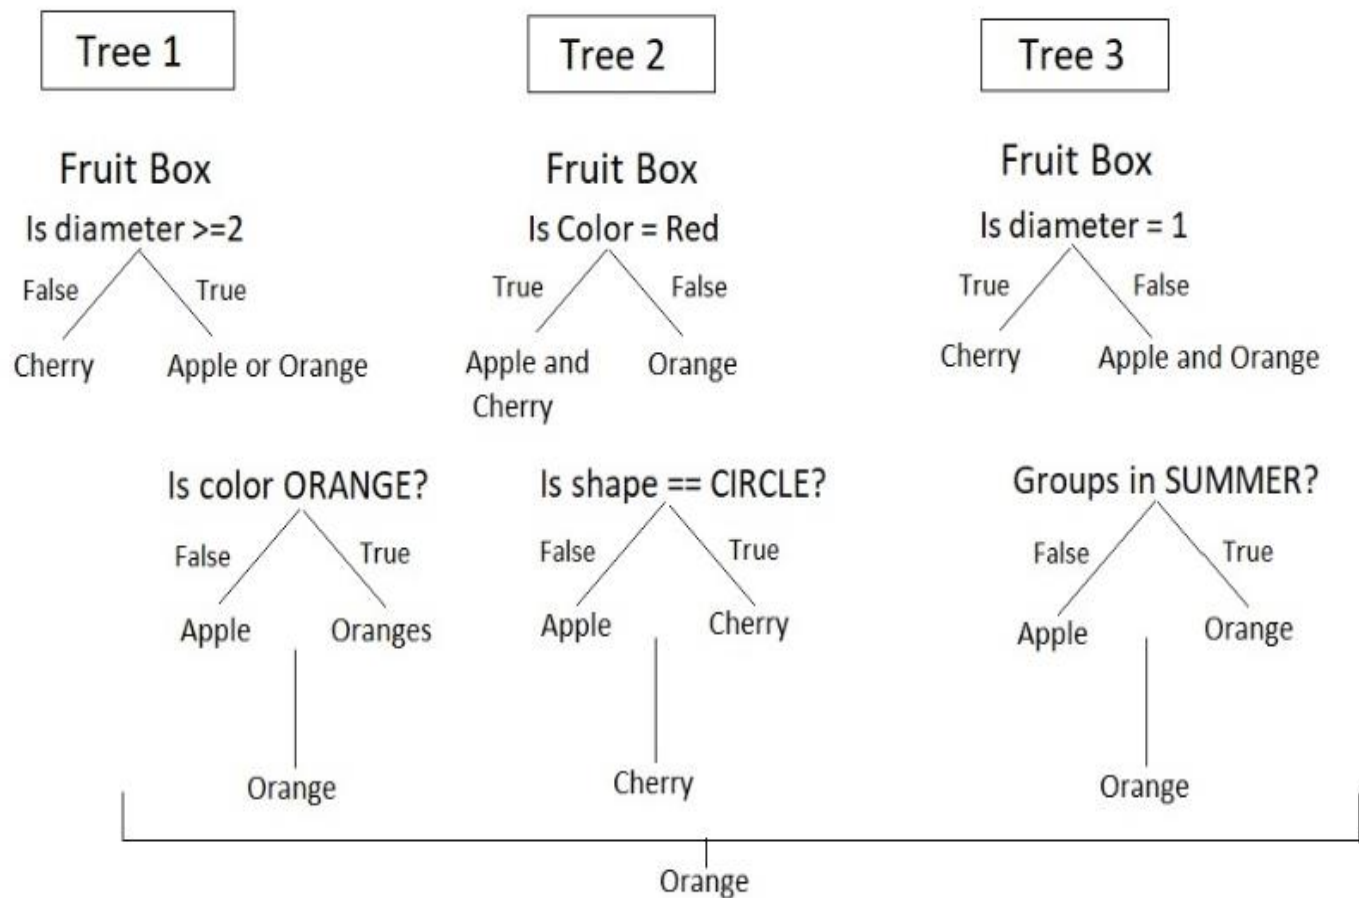 Tree 1
Fruit Box
Is diameter >=2
False
True
Cherry
Apple or Orange
Is color ORANGE?
False
True
Apple
Oranges
Orange
Tree 2
Fruit Box
Is Color = Red
True
False
Apple and
Cherry
Orange
Is shape == CIRCLE?
False
True
Apple
Cherry
Cherry
Tree 3
Fruit Box
Is diameter = 1
True
False
Cherry
Apple and Orange
Groups in SUMMER?
False
True
Apple
Orange
Orange
Orange